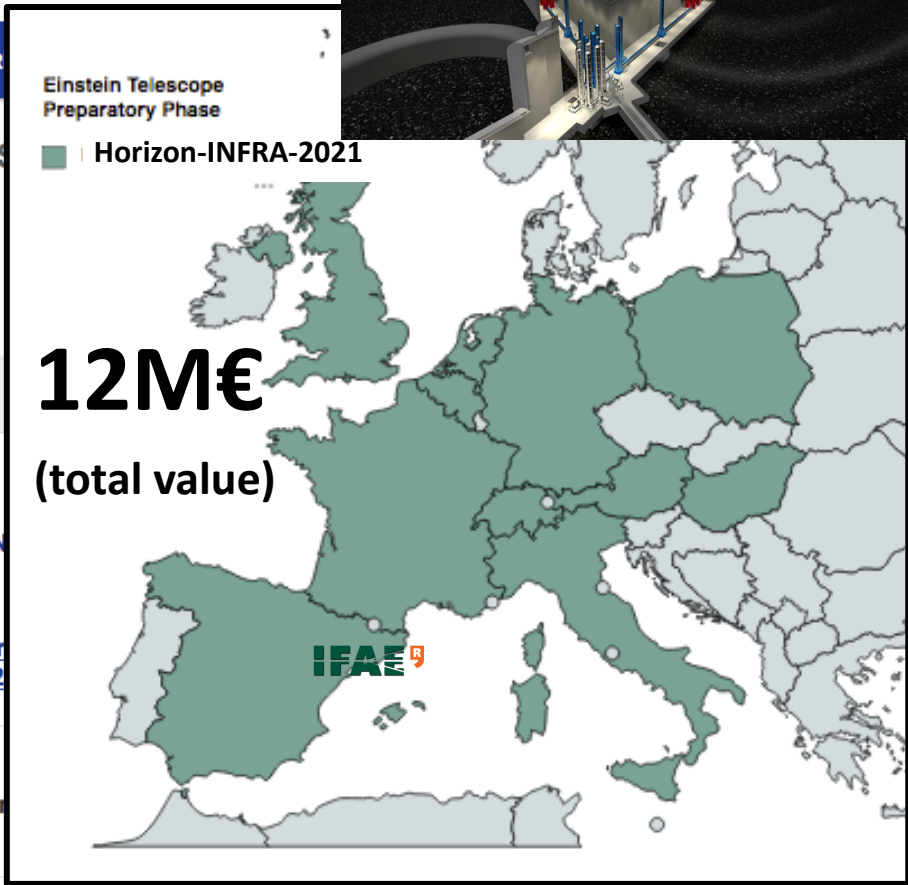 Einstein Telescope
Preparatory Phase
Horizon-INFRA-2021
12M€
(total value)
IFAE R